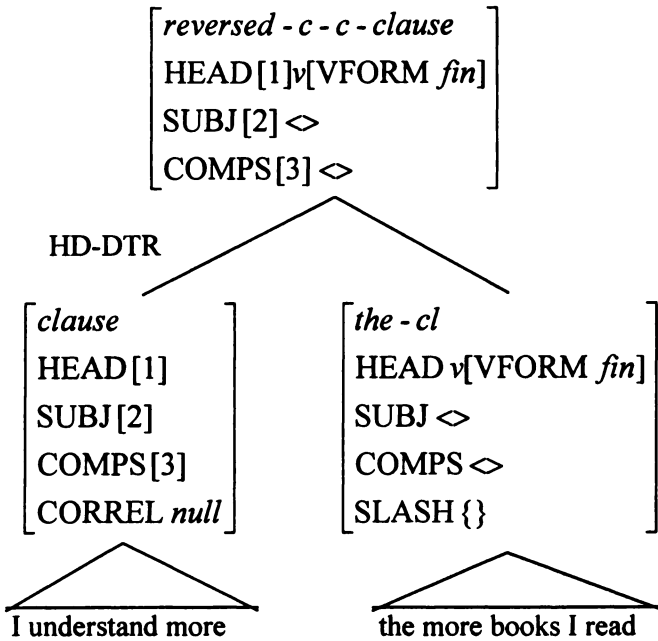 reversed - c - c - clause
HEAD [1]v[VFORM fin]
SUBJ [2] <>
COMPS [3] <>
HD-DTR
clause
HEAD [1]
SUBJ [2]
COMPS [3]
CORREL null
the - cl
HEAD v[VFORM fin]
SUBJ <>
COMPS <>
SLASH {}
I understand more
the more books I read